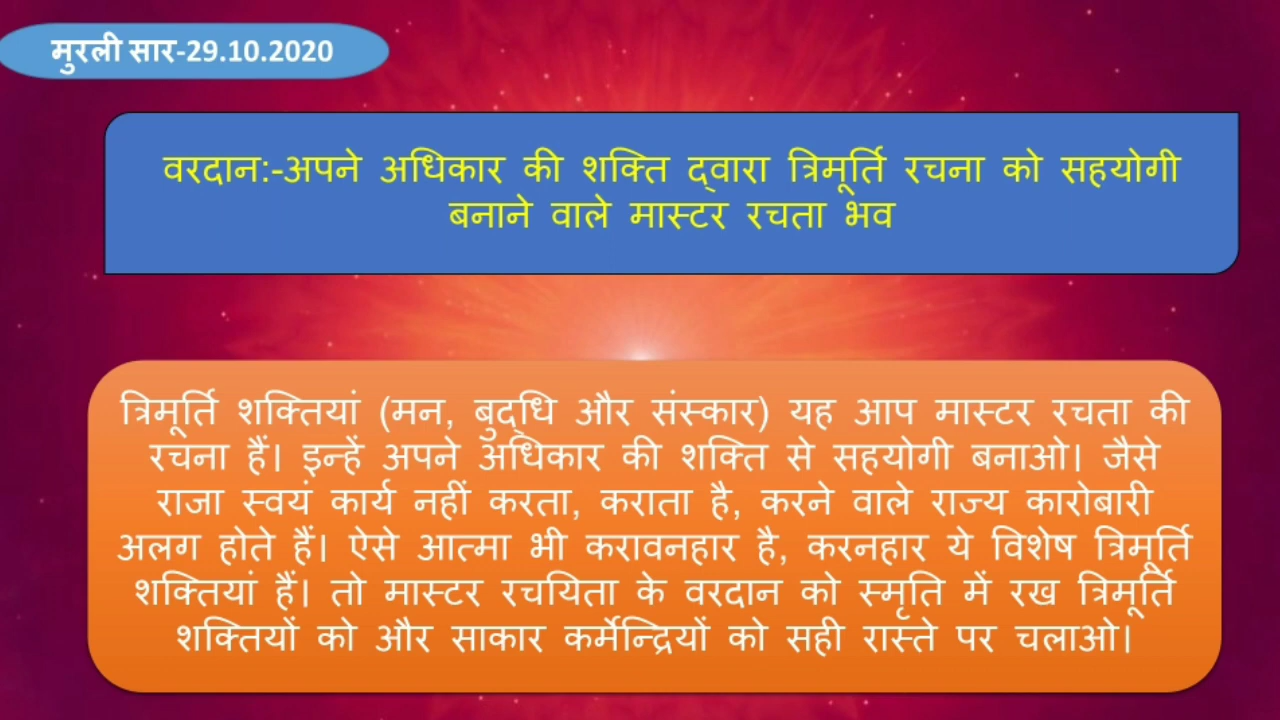 मुरली सार-29.10.2020
वरदान:-अपने अधिकार की शक्ति द्वारा त्रिमूर्ति रचना को सहयोगी
बनाने वाले मास्टर रचता भव
त्रिमूर्ति शक्तियां (मन, बुद्धि और संस्कार) यह आप मास्टर रचता की
रचना हैं। इन्हें अपने अधिकार की शक्ति से सहयोगी बनाओ। जैसे
राजा स्वयं कार्य नहीं करता, कराता है, करने वाले राज्य कारोबारी
अलग होते हैं। ऐसे आत्मा भी करावनहार है, करनहार ये विशेष त्रिमूर्ति
शक्तियां हैं। तो मास्टर रचयिता के वरदान को स्मृति में रख त्रिमूर्ति
शक्तियों को और साकार कर्मेन्द्रियों को सही रास्ते पर चलाओ।